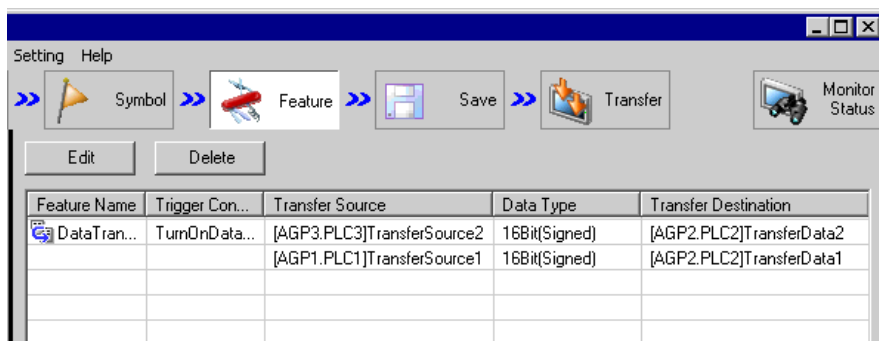 Setting Help
Symbol Feature Save Transfer Monitor Status
Edit Delete
Feature Name Trigger Con... Transfer Source Data Type Transfer Destination
DataTran... TurnOnData... [AGP3.PLC3]TransferSource2 16Bit(Signed) [AGP2.PLC2]TransferData2
[AGP1.PLC1]TransferSource1 16Bit(Signed) [AGP2.PLC2]TransferData1